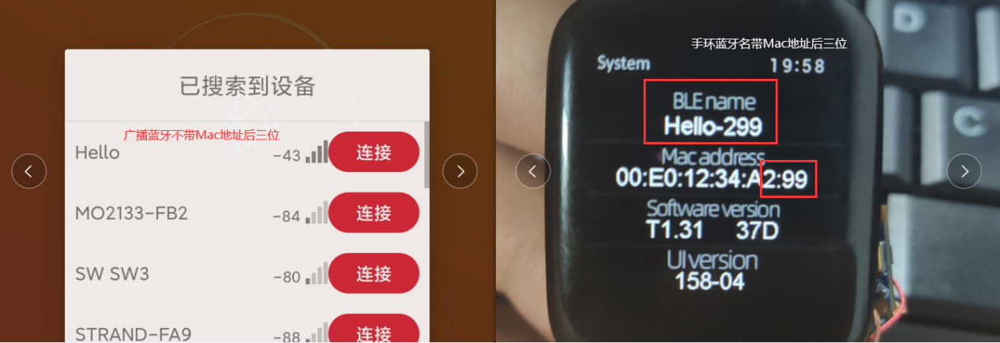 已搜索到设备
广播蓝牙不带Mac地址后三位
Hello -43 连接
MO2133-FB2 -84 连接
SW SW3 -80 连接
STRAND-FA9 -88 连接
手环蓝牙名带Mac地址后三位
System 19:58
BLE name
Hello-299
Mac address
00:E0:12:34:A2:99
Software version
T1.31 37D
UI version
158-04
D
C